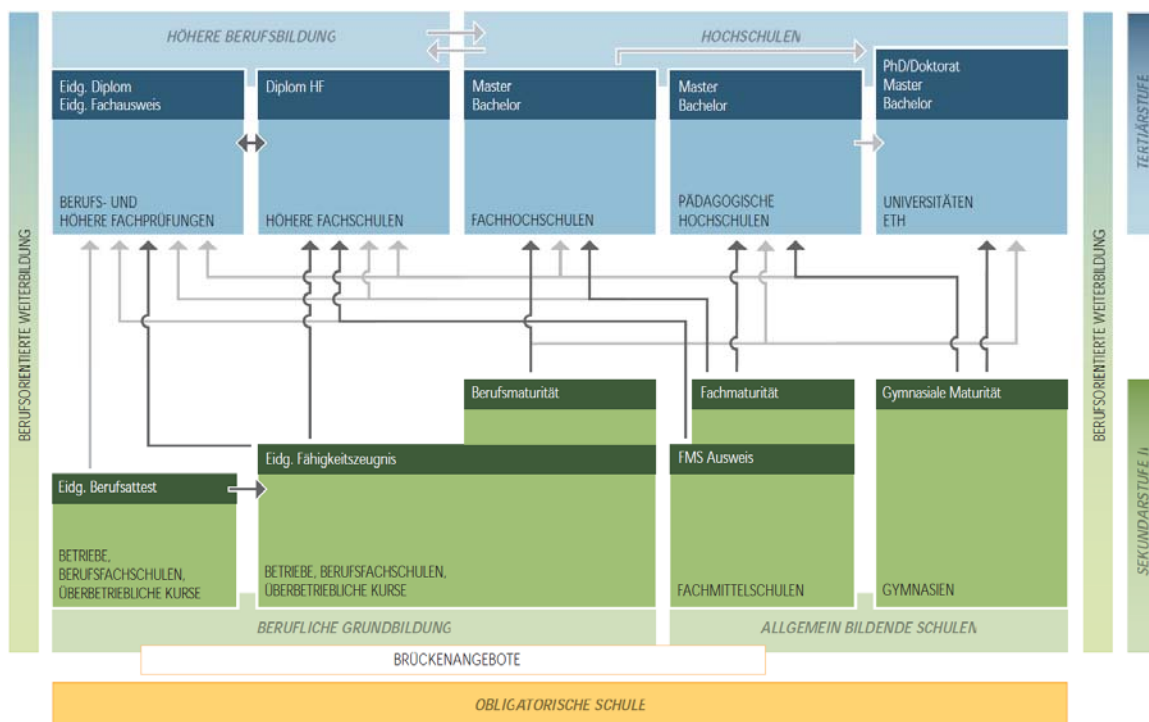 HÖHERE BERUFSBILDUNG
HOCHSCHULEN
Eidg. Diplom
Eidg. Fachausweis
BERUFS- UND
HÖHERE FACHPRÜFUNGEN
Diplom HF
HÖHERE FACHSCHULEN
Master
Bachelor
FACHHOCHSCHULEN
Master
Bachelor
PÄDAGOGISCHE
HOCHSCHULEN
PhD/Doktorat
Master
Bachelor
UNIVERSITÄTEN
ETH
TERTIÄRSTUFE
BERUFSORIENTIERTE WEITERBILDUNG
BERUFSORIENTIERTE WEITERBILDUNG
Berufsmaturität
Fachmaturität
Gymnasiale Maturität
Eidg. Fähigkeitszeugnis
FMS Ausweis
Eidg. Berufsattest
BETRIEBE,
BERUFSFACHSCHULEN,
ÜBERBETRIEBLICHE KURSE
BETRIEBE, BERUFSFACHSCHULEN,
ÜBERBETRIEBLICHE KURSE
FACHMITTELSCHULEN
GYMNASIEN
SEKUNDARSTUFE II
BERUFLICHE GRUNDBILDUNG
ALLGEMEIN BILDENDE SCHULEN
BRÜCKENANGEBOTE
OBLIGATORISCHE SCHULE